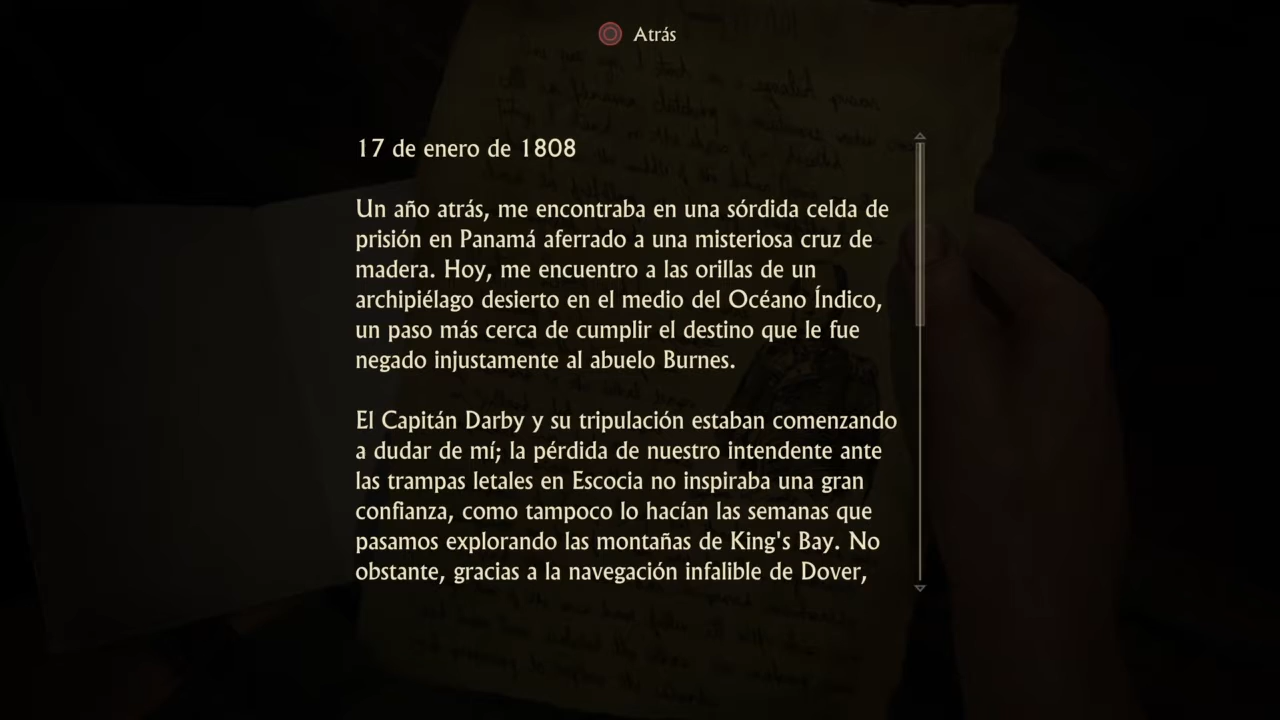 Atrás
17 de enero de 1808
Un año atrás, me encontraba en una sórdida celda de
prisión en Panamá aferrado a una misteriosa cruz de
madera. Hoy, me encuentro a las orillas de un
archipiélago desierto en el medio del Océano Índico,
un paso más cerca de cumplir el destino que le fue
negado injustamente al abuelo Burnes.
El Capitán Darby y su tripulación estaban comenzando
a dudar de mí; la pérdida de nuestro intendente ante
las trampas letales en Escocia no inspiraba una gran
confianza, como tampoco lo hacían las semanas que
pasamos explorando las montañas de King's Bay. No
obstante, gracias a la navegación infalible de Dover,